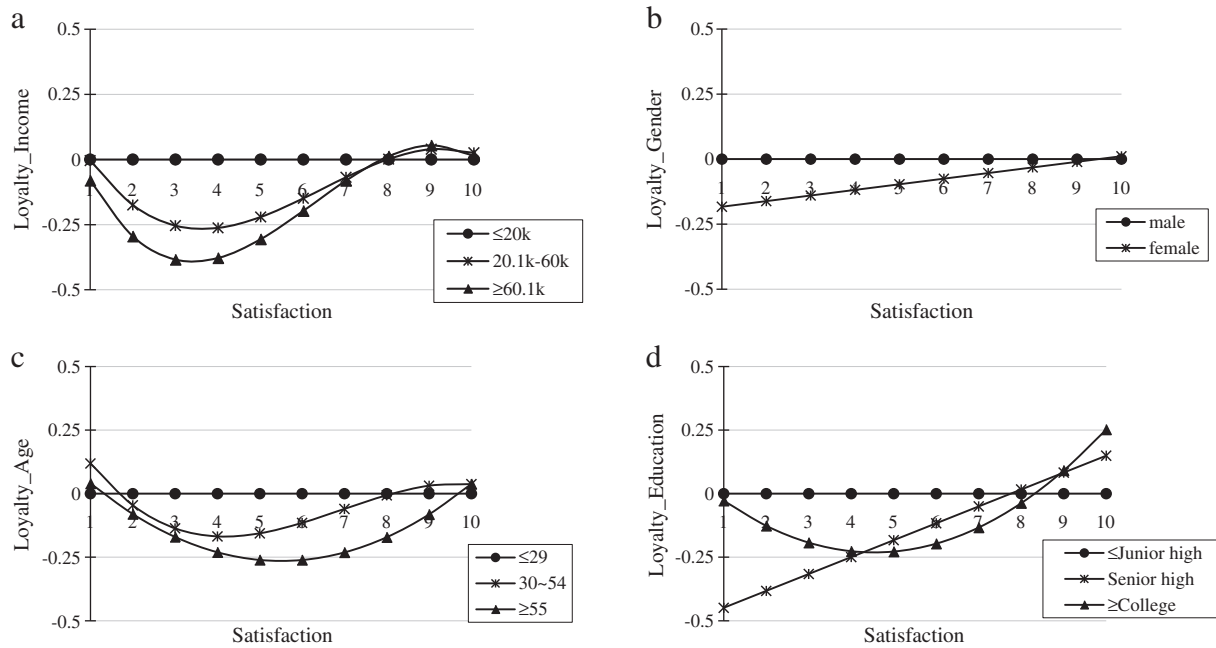 a
0.5
0.25
0
-0.25
-0.5
Loyalty_Income
1 2 3 4 5 6 7 8 9 10
Satisfaction
≤20k
20.1k-60k
≥60.1k
b
0.5
0.25
0
-0.25
-0.5
Loyalty_Gender
1 2 3 4 5 6 7 8 9 10
Satisfaction
male
female
c
0.5
0.25
0
-0.25
-0.5
Loyalty_Age
1 2 3 4 5 6 7 8 9 10
Satisfaction
≤29
30~54
≥55
d
0.5
0.25
0
-0.25
-0.5
Loyalty_Education
1 2 3 4 5 6 7 8 9 10
Satisfaction
≤Junior high
Senior high
≥College